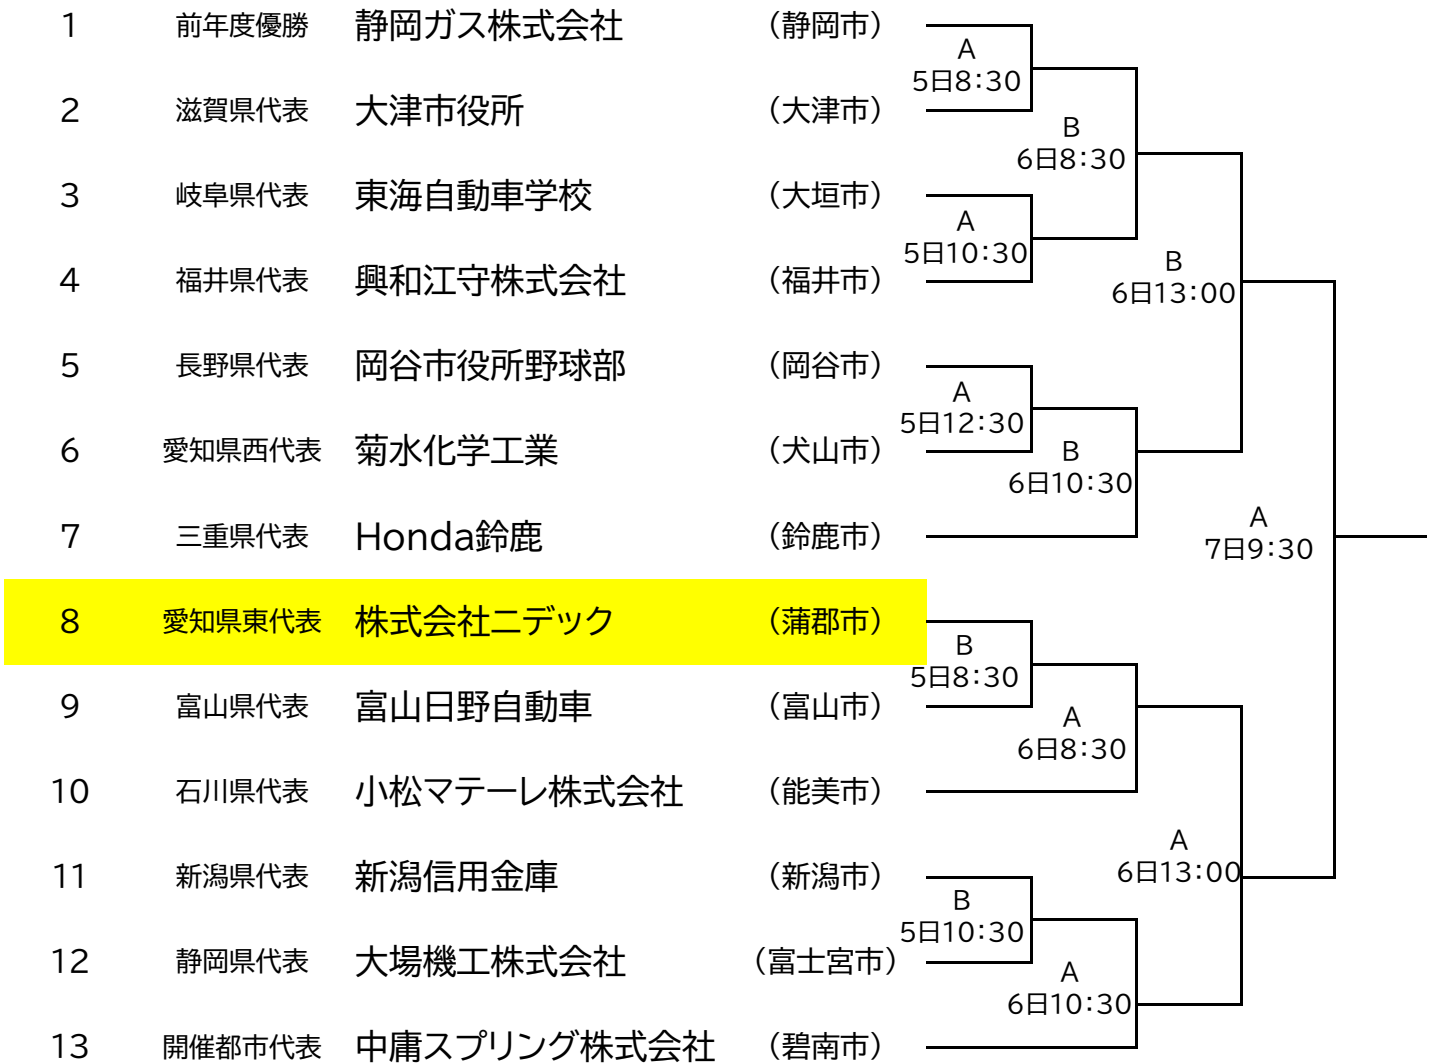 1 前年度優勝 静岡ガス株式会社 （静岡市）
A
5日8：30
2 滋賀県代表 大津市役所 （大津市）
B
6日8：30
3 岐阜県代表 東海自動車学校 （大垣市）
A
5日10：30
4 福井県代表 興和江守株式会社 （福井市）
B
6日13：00
5 長野県代表 岡谷市役所野球部 （岡谷市）
A
5日12：30
6 愛知県西代表 菊水化学工業 （犬山市）
B
6日10：30
7 三重県代表 Honda鈴鹿 （鈴鹿市）
A
7日9：30
8 愛知県東代表 株式会社ニデック （蒲郡市）
B
5日8：30
9 富山県代表 富山日野自動車 （富山市）
A
6日8：30
10 石川県代表 小松マテーレ株式会社 （能美市）
A
6日13：00
11 新潟県代表 新潟信用金庫 （新潟市）
B
5日10：30
12 静岡県代表 大場機工株式会社 （富士宮市）
A
6日10：30
13 開催都市代表 中庸スプリング株式会社 （碧南市）